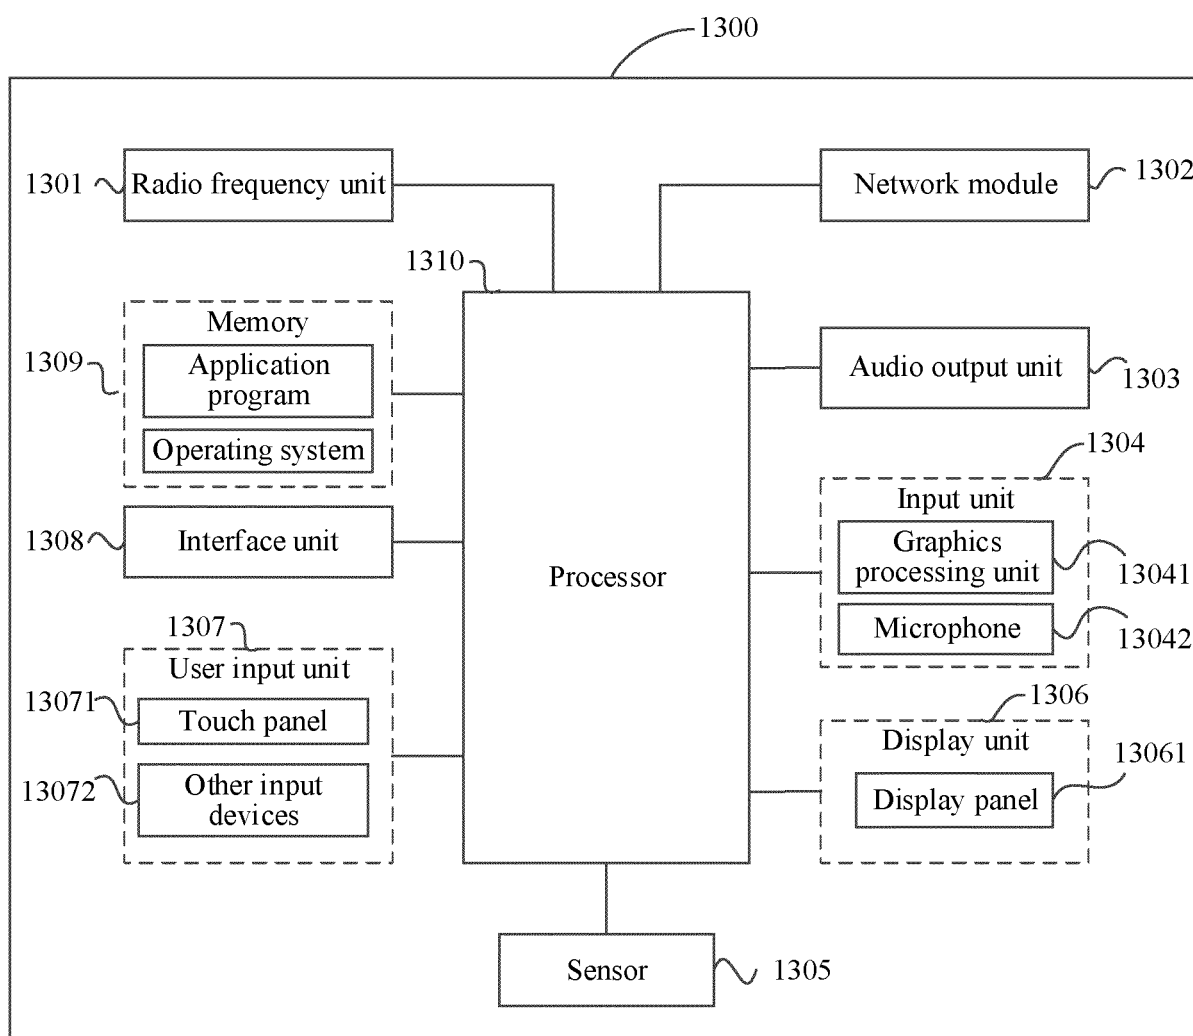 1300
1301
Radio frequency unit
Network module
1302
1310
Memory
1309
Application
program
Operating system
Audio output unit
1303
1304
Input unit
Graphics
processing unit
13041
Microphone
13042
1308
Interface unit
Processor
1307
User input unit
13071
Touch panel
13072
Other input
devices
1306
Display unit
13061
Display panel
Sensor
1305